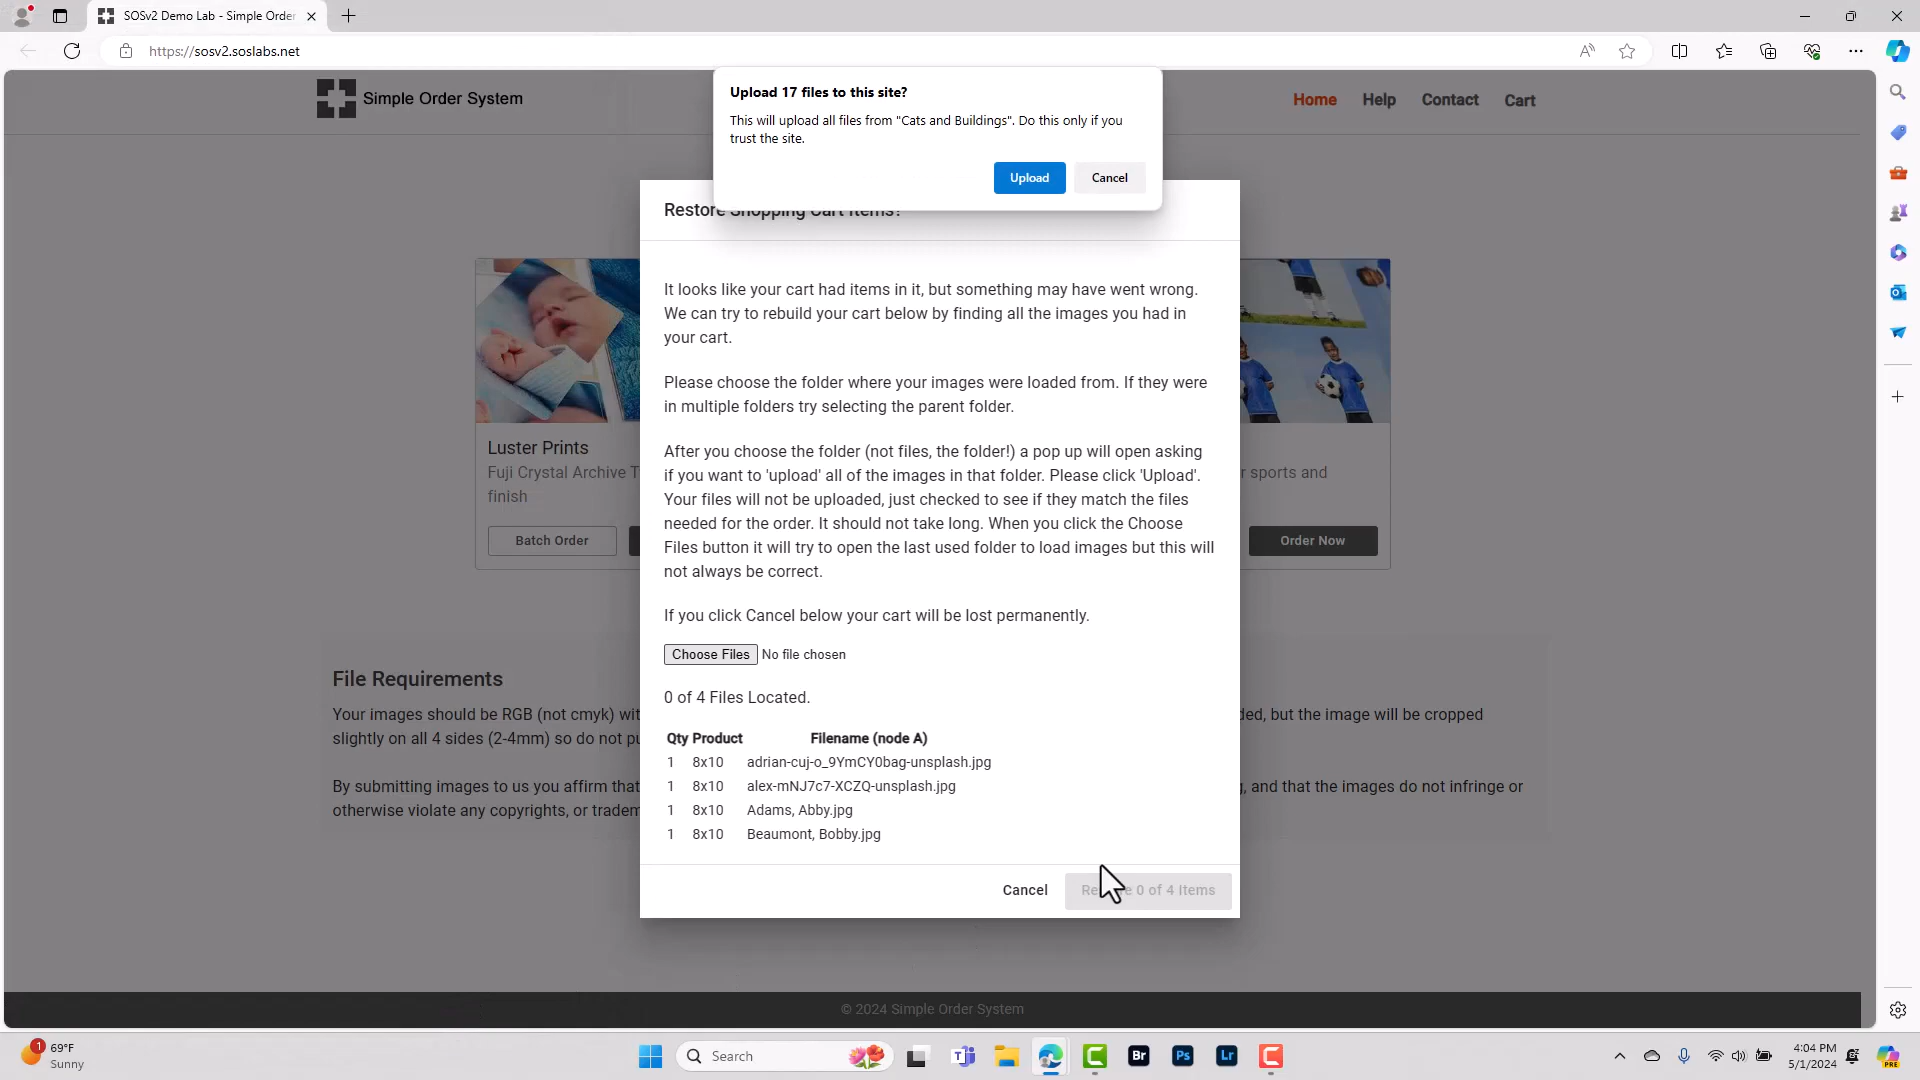 SOSv2 Demo Lab - Simple Order
https://sosv2.soslabs.net
Simple Order System
Home
Help
Contact
Cart
Upload 17 files to this site?
This will upload all files from "Cats and Buildings". Do this only if you
trust the site.
Upload
Cancel
Restore Shopping Cart Items?
It looks like your cart had items in it, but something may have went wrong.
We can try to rebuild your cart below by finding all the images you had in
your cart.
Please choose the folder where your images were loaded from. If they were
in multiple folders try selecting the parent folder.
After you choose the folder (not files, the folder!) a pop up will open asking
if you want to 'upload' all of the images in that folder. Please click 'Upload'.
Your files will not be uploaded, just checked to see if they match the files
needed for the order. It should not take long. When you click the Choose
Files button it will try to open the last used folder to load images but this will
not always be correct.
If you click Cancel below your cart will be lost permanently.
Choose Files No file chosen
0 of 4 Files Located.
Qty Product Filename (node A)
1 8x10 adrian-cuj-o_9YmCY0bag-unsplash.jpg
1 8x10 alex-mNJ7c7-XCZQ-unsplash.jpg
1 8x10 Adams, Abby.jpg
1 8x10 Beaumont, Bobby.jpg
Cancel
0 of 4 Items
Luster Prints
Fuji Crystal Archive
finish
Batch Order
r sports and
Order Now
File Requirements
Your images should be RGB (not cmyk)
but the image will be cropped
slightly on all 4 sides (2-4mm) so do not
By submitting images to us you affirm that
and that the images do not infringe or
otherwise violate any copyrights, or
© 2024 Simple Order System
1
69°F
Sunny
Search
Br
Ps
Lr
4:04 PM
5/1/2024
PRE